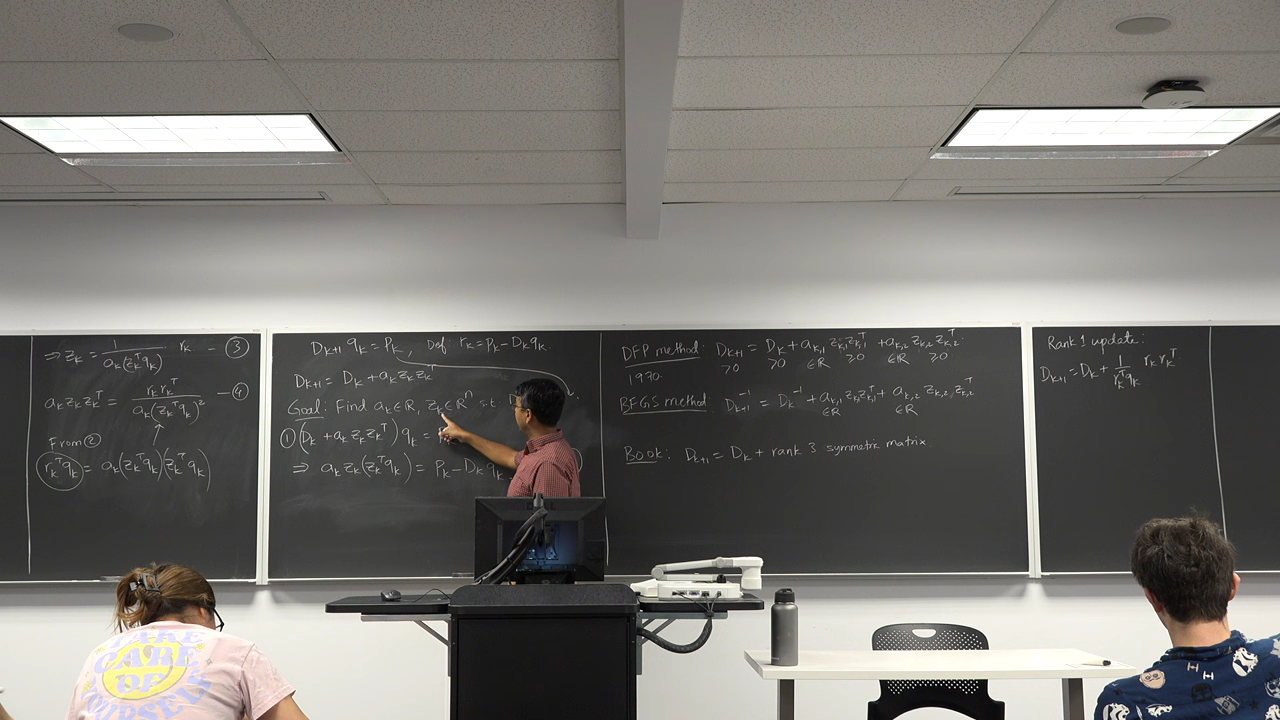 ⇒ z_k = 1/(a_k(z_k^T q_k)) r_k — ③
a_k z_k z_k^T = r_k r_k^T/(a_k(z_k^T q_k)^2) — ④
From ②
r_k^T q_k = a_k(z_k^T q_k)(z_k^T q_k)
D_{k+1} q_k = p_k, Def r_k = p_k - D_k q_k.
D_{k+1} = D_k + a_k z_k z_k^T
Goal: Find a_k ∈ R, z_k ∈ R^n s.t.
① (D_k + a_k z_k z_k^T) q_k =
⇒ a_k z_k (z_k^T q_k) = p_k - D_k q_k
DFP method: D_{k+1} = D_k + a_{k,1} z_{k,1} z_{k,1}^T + a_{k,2} z_{k,2} z_{k,2}^T
>0 >0 ∈R ≥0 ∈R ≥0
1970
BFGS method: D_{k+1}^{-1} = D_k^{-1} + a_{k,1} z_{k,1} z_{k,1}^T + a_{k,2} z_{k,2} z_{k,2}^T
∈R ∈R
Book: D_{k+1} = D_k + rank 3 symmetric matrix.
Rank 1 update:
D_{k+1} = D_k + 1/(r_k^T q_k) r_k r_k^T
TAKE
CARE
OF